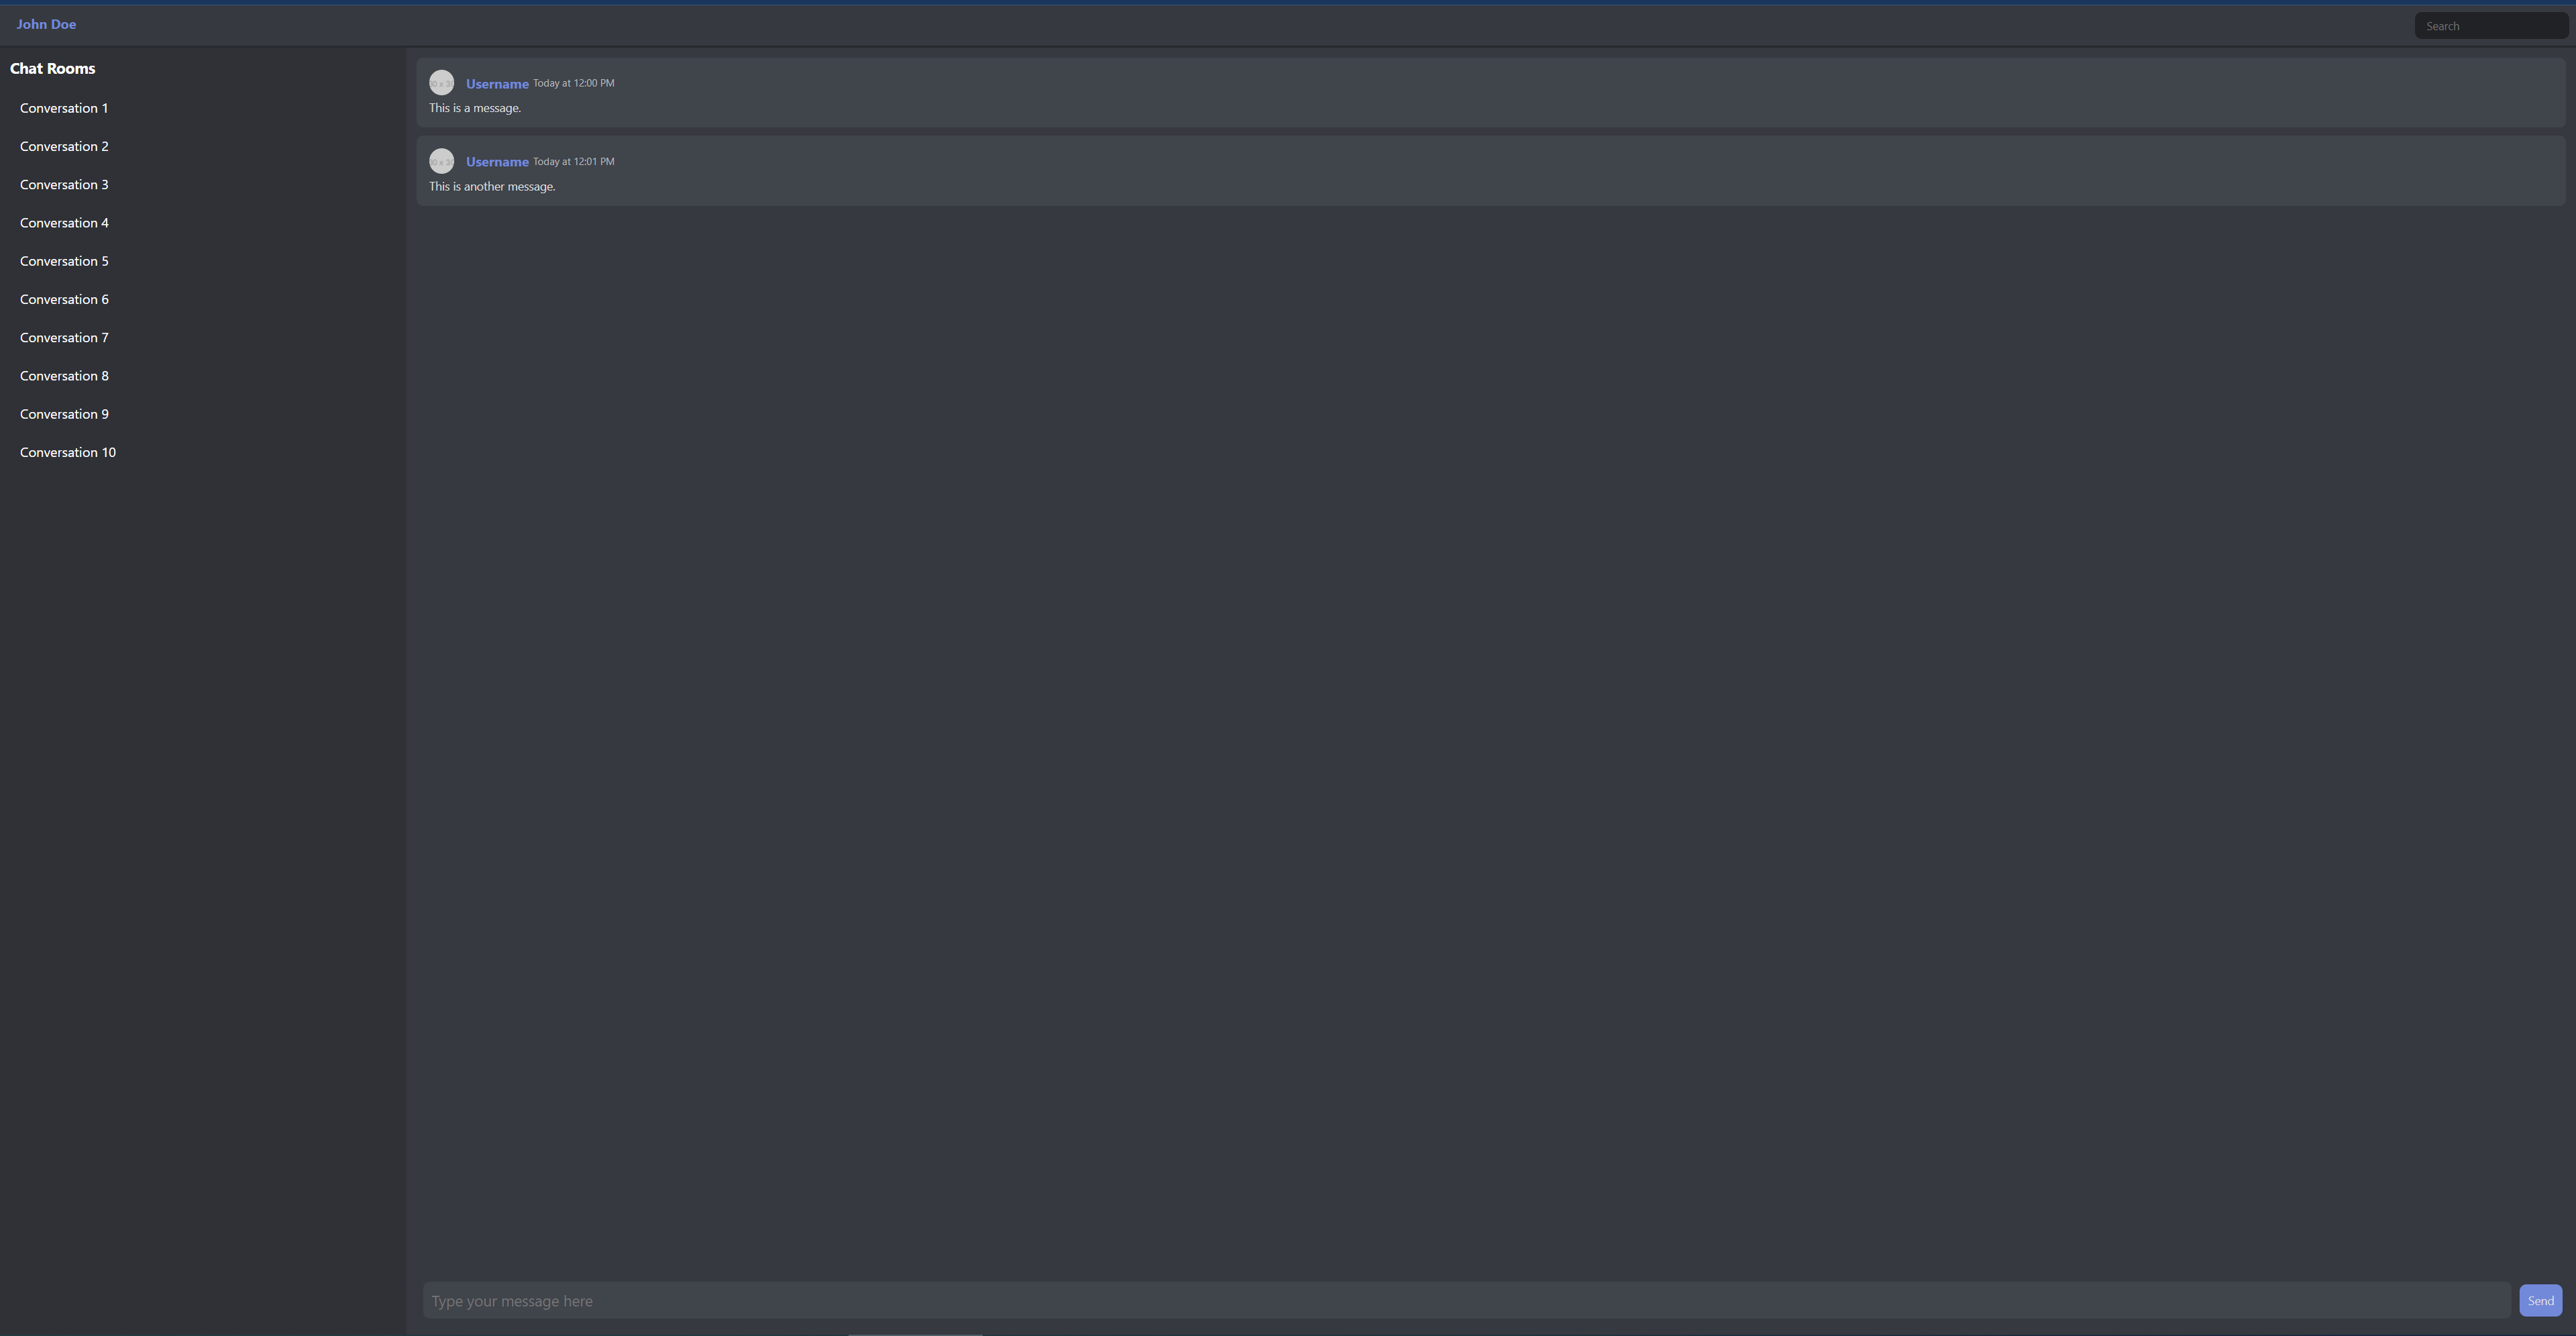 John Doe
Search
Chat Rooms
Conversation 1
Conversation 2
Conversation 3
Conversation 4
Conversation 5
Conversation 6
Conversation 7
Conversation 8
Conversation 9
Conversation 10
Username Today at 12:00 PM
This is a message.
Username Today at 12:01 PM
This is another message.
Type your message here
Send